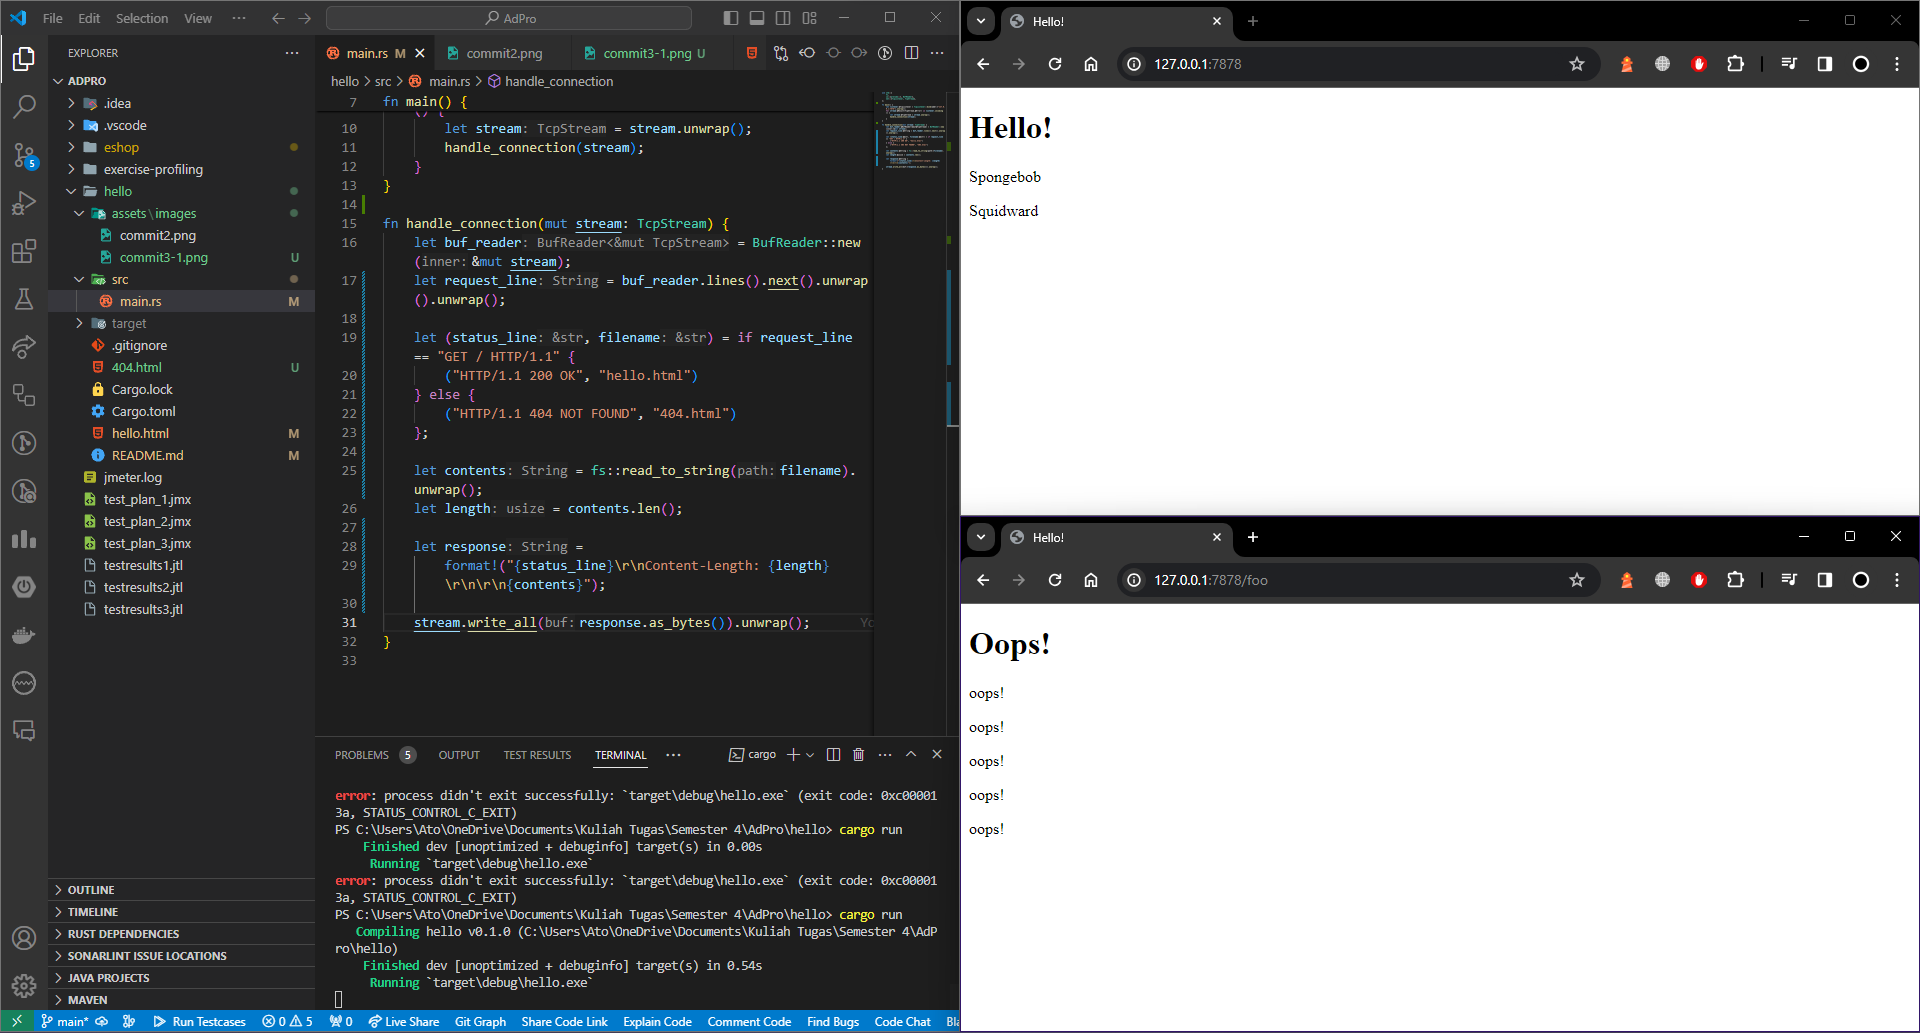 File Edit Selection View ··· AdPro
EXPLORER ···
ADPRO
.idea
.vscode
eshop
exercise-profiling
hello
assets\images
commit2.png
commit3-1.png U
src
main.rs M
target
.gitignore
404.html U
Cargo.lock
Cargo.toml
hello.html M
README.md M
jmeter.log
test_plan_1.jmx
test_plan_2.jmx
test_plan_3.jmx
testresults1.jtl
testresults2.jtl
testresults3.jtl
OUTLINE
TIMELINE
RUST DEPENDENCIES
SONARLINT ISSUE LOCATIONS
JAVA PROJECTS
MAVEN
5
main.rs M commit2.png commit3-1.png U
hello > src > main.rs > handle_connection
7 fn main() {
() {
10 let stream: TcpStream = stream.unwrap();
11 handle_connection(stream);
12 }
13 }
14
15 fn handle_connection(mut stream: TcpStream) {
16 let buf_reader: BufReader<&mut TcpStream> = BufReader::new
(inner: &mut stream);
17 let request_line: String = buf_reader.lines().next().unwrap
().unwrap();
18
19 let (status_line: &str, filename: &str) = if request_line
== "GET / HTTP/1.1" {
20 ("HTTP/1.1 200 OK", "hello.html")
21 } else {
22 ("HTTP/1.1 404 NOT FOUND", "404.html")
23 };
24
25 let contents: String = fs::read_to_string(path: filename).
unwrap();
26 let length: usize = contents.len();
27
28 let response: String =
29 format!("{status_line}\r\nContent-Length: {length}
\r\n\r\n{contents}");
30
31 stream.write_all(buf: response.as_bytes()).unwrap(); Yo
32 }
33
PROBLEMS 5 OUTPUT TEST RESULTS TERMINAL ··· cargo
error: process didn't exit successfully: `target\debug\hello.exe` (exit code: 0xc00001
3a, STATUS_CONTROL_C_EXIT)
PS C:\Users\Ato\OneDrive\Documents\Kuliah Tugas\Semester 4\AdPro\hello> cargo run
Finished dev [unoptimized + debuginfo] target(s) in 0.00s
Running `target\debug\hello.exe`
error: process didn't exit successfully: `target\debug\hello.exe` (exit code: 0xc00001
3a, STATUS_CONTROL_C_EXIT)
PS C:\Users\Ato\OneDrive\Documents\Kuliah Tugas\Semester 4\AdPro\hello> cargo run
Compiling hello v0.1.0 (C:\Users\Ato\OneDrive\Documents\Kuliah Tugas\Semester 4\AdP
ro\hello)
Finished dev [unoptimized + debuginfo] target(s) in 0.54s
Running `target\debug\hello.exe`
main* Run Testcases 0 5 0 Live Share Git Graph Share Code Link Explain Code Comment Code Find Bugs Code Chat Bla
Hello!
127.0.0.1:7878
Hello!
Spongebob
Squidward
Hello!
127.0.0.1:7878/foo
Oops!
oops!
oops!
oops!
oops!
oops!